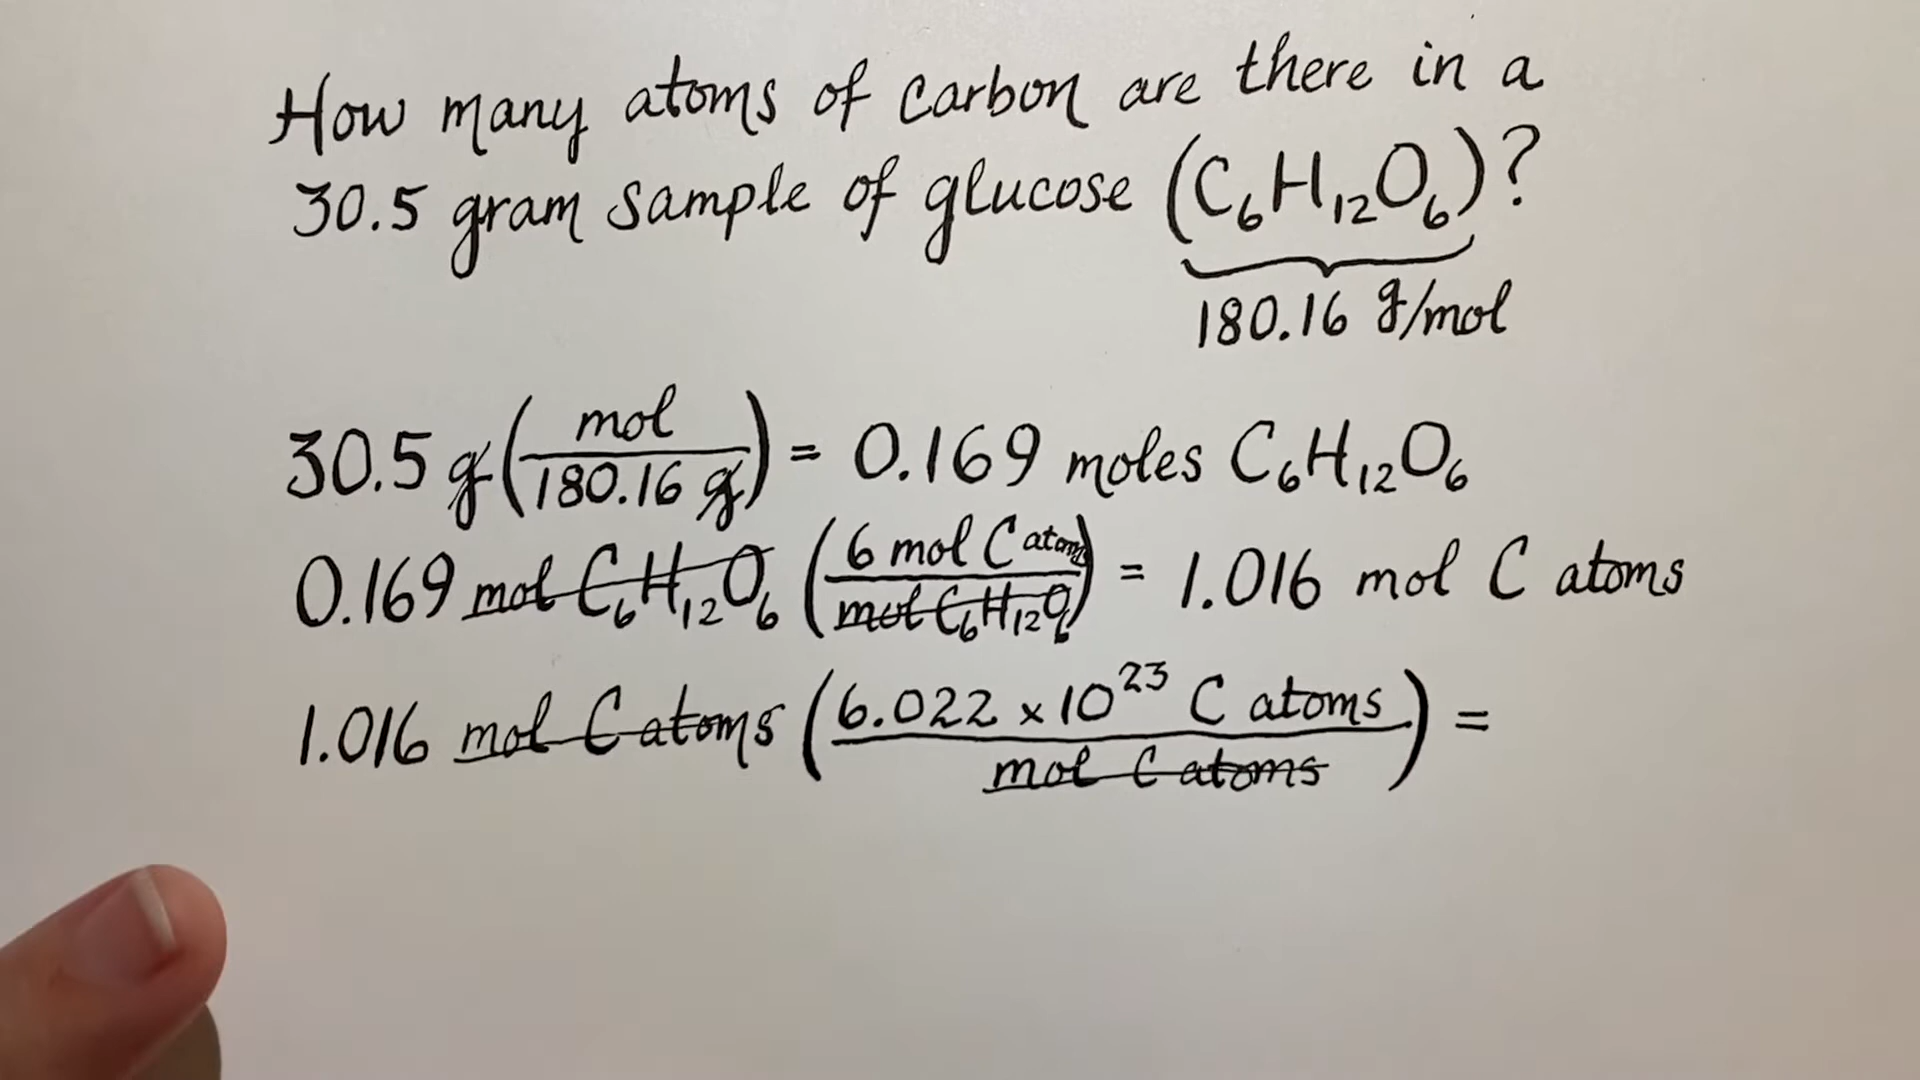 How many atoms of carbon are there in a
30.5 gram sample of glucose (C₆H₁₂O₆)?
180.16 g/mol
30.5 g (mol / 180.16 g) = 0.169 moles C₆H₁₂O₆
0.169 mol C₆H₁₂O₆ (6 mol C atoms / mol C₆H₁₂O₆) = 1.016 mol C atoms
1.016 mol C atoms (6.022 x 10²³ C atoms / mol C atoms) =